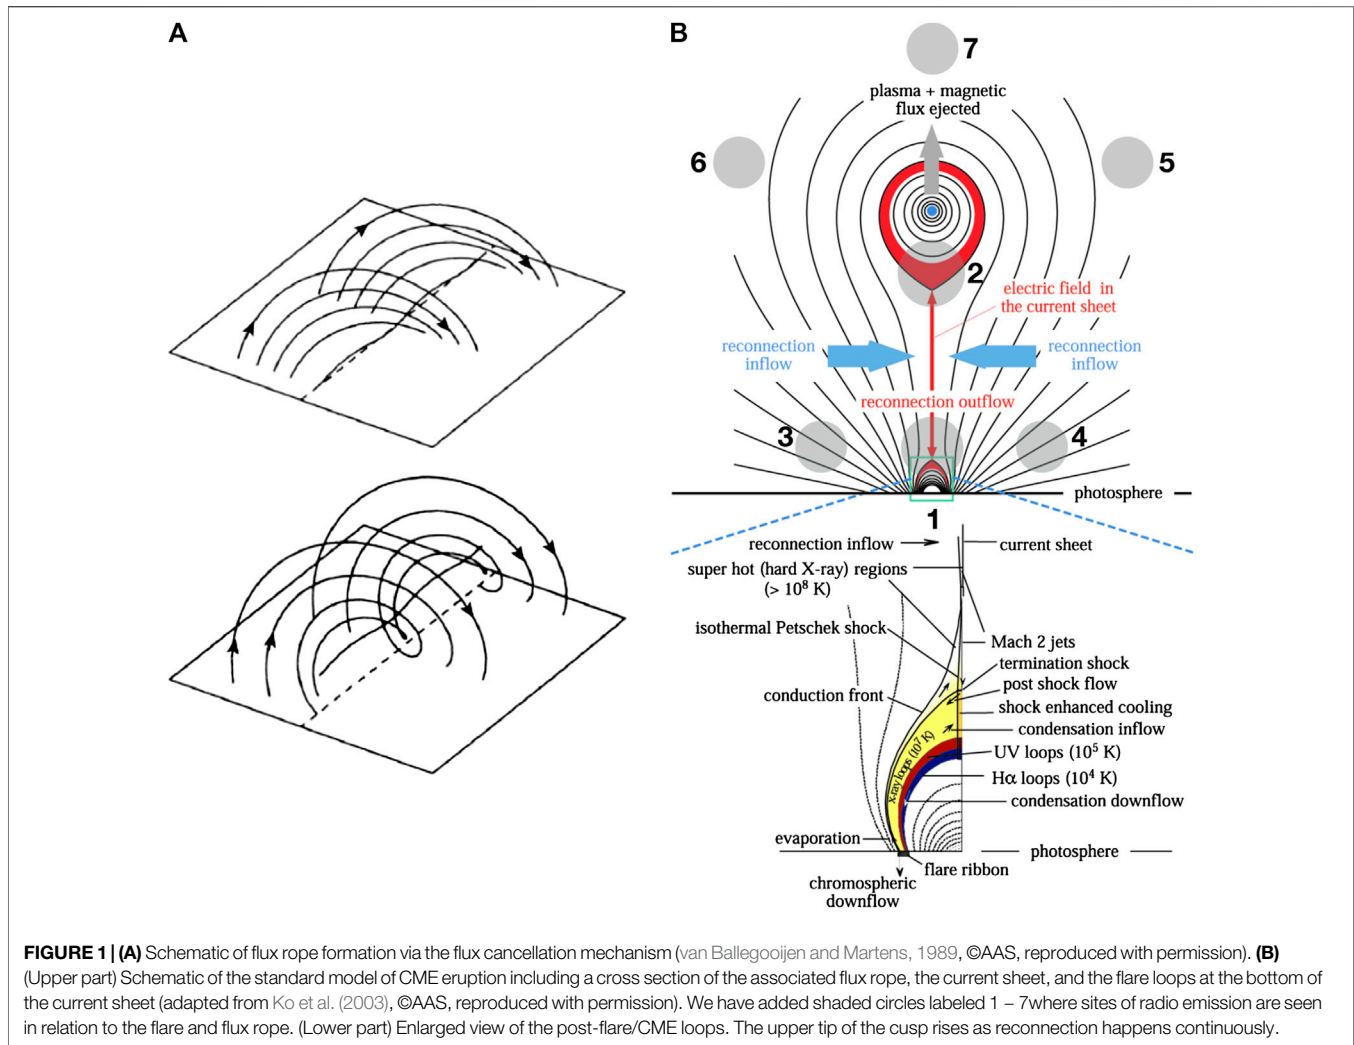 A
B
7
plasma + magnetic
flux ejected
6
5
2
electric field in
the current sheet
reconnection
inflow
reconnection
inflow
reconnection outflow
3
4
photosphere
1
reconnection inflow
current sheet
super hot (hard X-ray) regions
(> 10⁸ K)
isothermal Petschek shock
Mach 2 jets
termination shock
post shock flow
conduction front
shock enhanced cooling
condensation inflow
x-ray loops (10⁷ K)
UV loops (10⁵ K)
Hα loops (10⁴ K)
condensation downflow
evaporation
photosphere
flare ribbon
chromospheric
downflow
FIGURE 1 | (A) Schematic of flux rope formation via the flux cancellation mechanism (van Ballegooijen and Martens, 1989, ©AAS, reproduced with permission). (B)
(Upper part) Schematic of the standard model of CME eruption including a cross section of the associated flux rope, the current sheet, and the flare loops at the bottom of
the current sheet (adapted from Ko et al. (2003), ©AAS, reproduced with permission). We have added shaded circles labeled 1 – 7where sites of radio emission are seen
in relation to the flare and flux rope. (Lower part) Enlarged view of the post-flare/CME loops. The upper tip of the cusp rises as reconnection happens continuously.